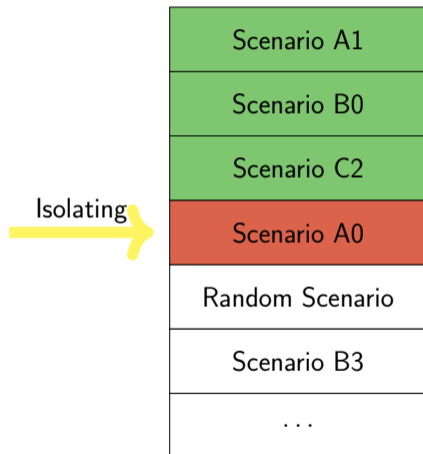 Scenario A1
Scenario B0
Scenario C2
Isolating
Scenario A0
Random Scenario
Scenario B3
...